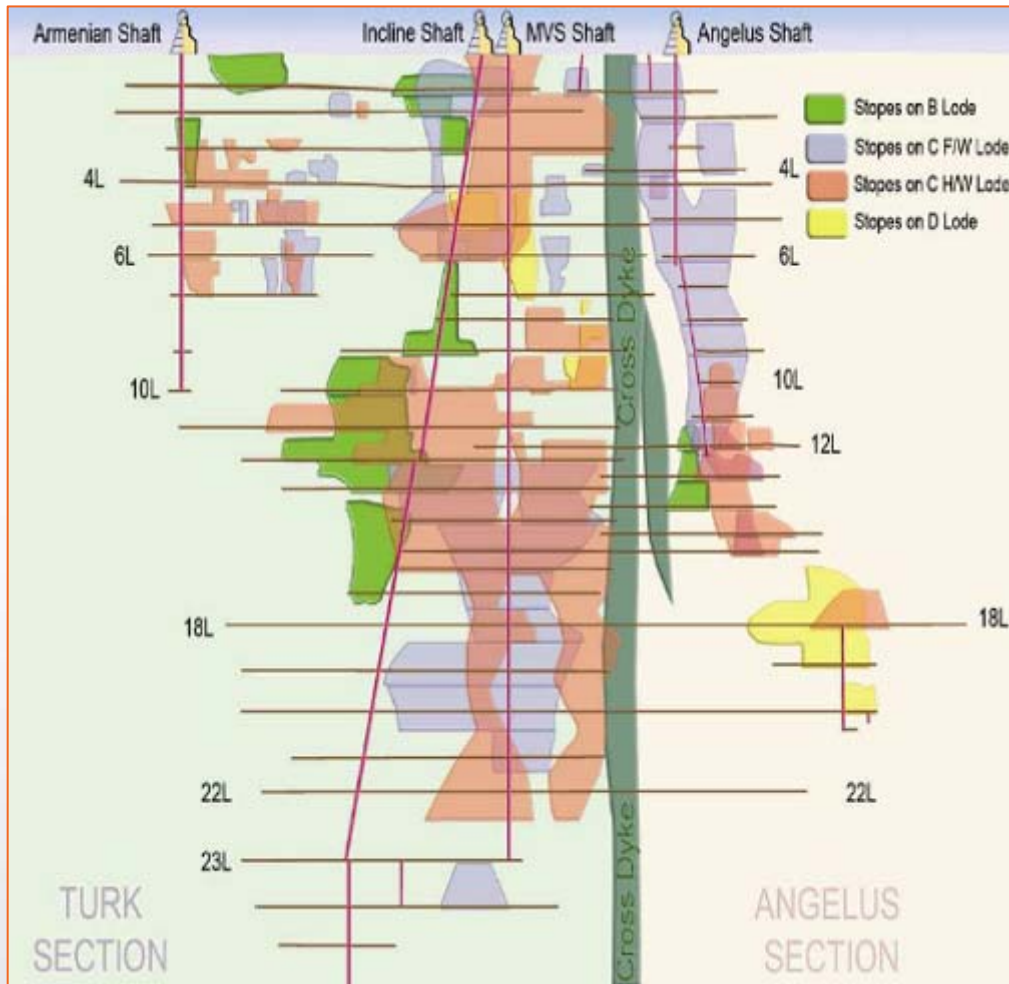 Armenian Shaft
Incline Shaft
MVS Shaft
Angelus Shaft
Stopes on B Lode
Stopes on C F/W Lode
Stopes on C H/W Lode
Stopes on D Lode
4L
4L
6L
6L
Cross Dyke
10L
10L
12L
18L
18L
22L
22L
23L
Cross Dyke
TURK
SECTION
ANGELUS
SECTION